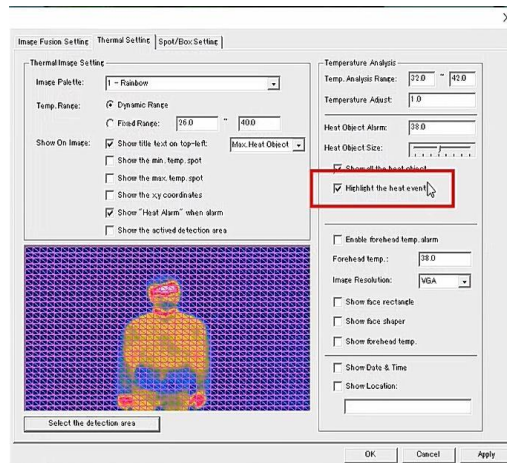 Image Fusion Setting Thermal Setting Spot/Box Setting
Thermal Image Setting
Image Palette: 1 - Rainbow
Temp. Range: Dynamic Range
Fixed Range: 26.0 ~ 40.0
Show On Image: Show title text on top-left: Max. Heat Object
Show the min. temp. spot
Show the max. temp. spot
Show the xy coordinates
Show "Heat Alarm" when alarm
Show the actived detection area
Select the detection area
Temperature Analysis
Temp. Analysis Range: 32.0 ~ 42.0
Temperature Adjust: 1.0
Heat Object Alarm: 38.0
Heat Object Size:
Show all the heat object
Highlight the heat event
Enable forehead temp. alarm
Forehead temp.: 38.0
Image Resolution: VGA
Show face rectangle
Show face shaper
Show forehead temp.
Show Date & Time
Show Location:
OK Cancel Apply